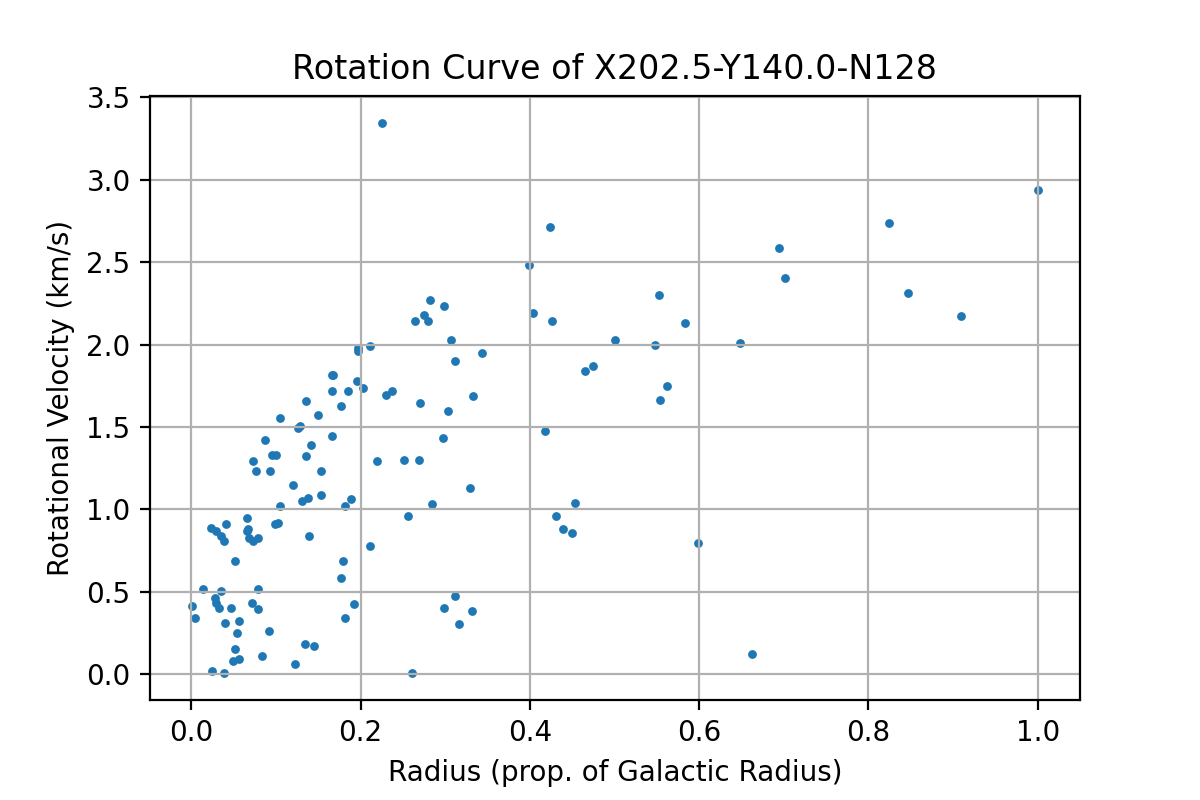 Rotation Curve of X202.5-Y140.0-N128
3.5
3.0
2.5
2.0
1.5
1.0
0.5
0.0
Rotational Velocity (km/s)
0.0 0.2 0.4 0.6 0.8 1.0
Radius (prop. of Galactic Radius)